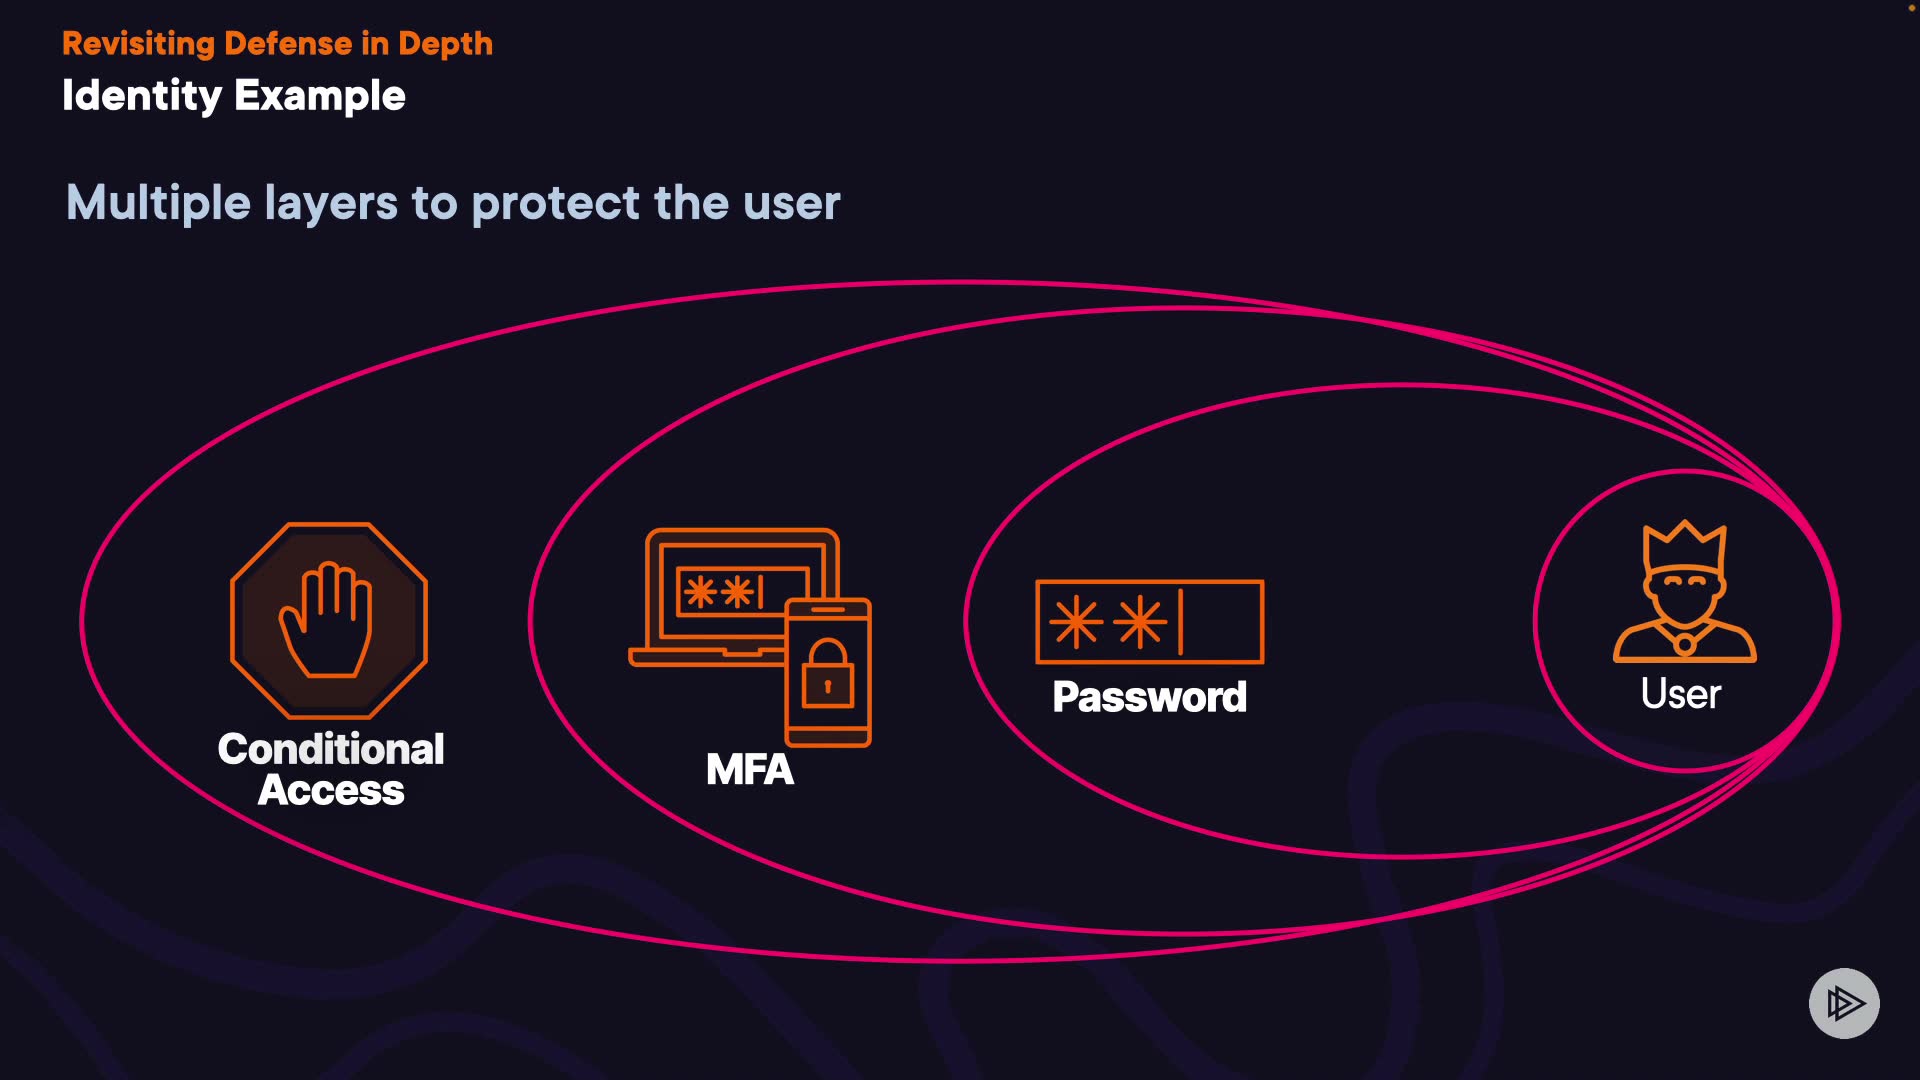 Revisiting Defense in Depth
Identity Example
Multiple layers to protect the user
Conditional
Access
MFA
Password
User